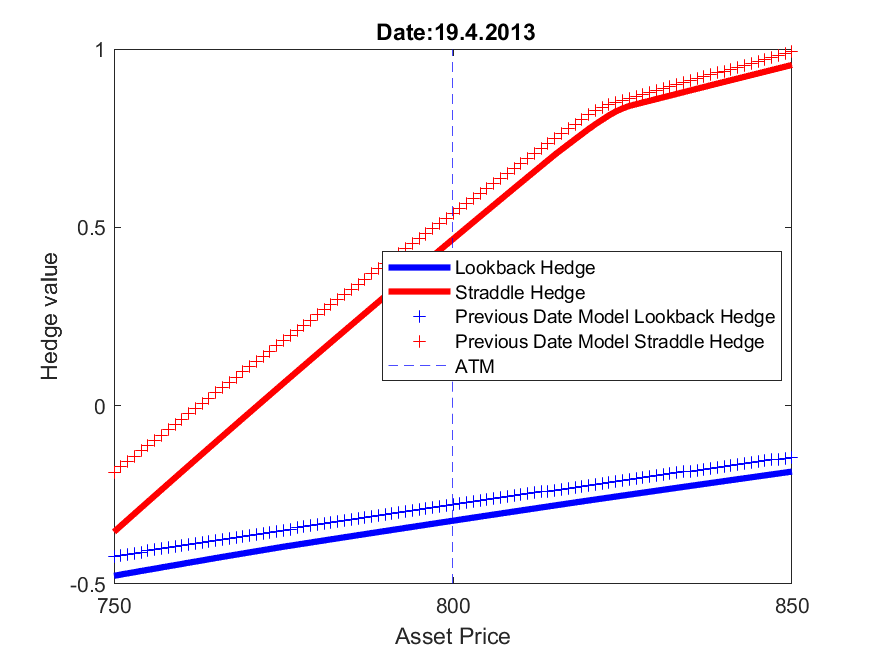 Date:19.4.2013
1
0.5
0
-0.5
Hedge value
Lookback Hedge
Straddle Hedge
Previous Date Model Lookback Hedge
Previous Date Model Straddle Hedge
ATM
750
800
850
Asset Price